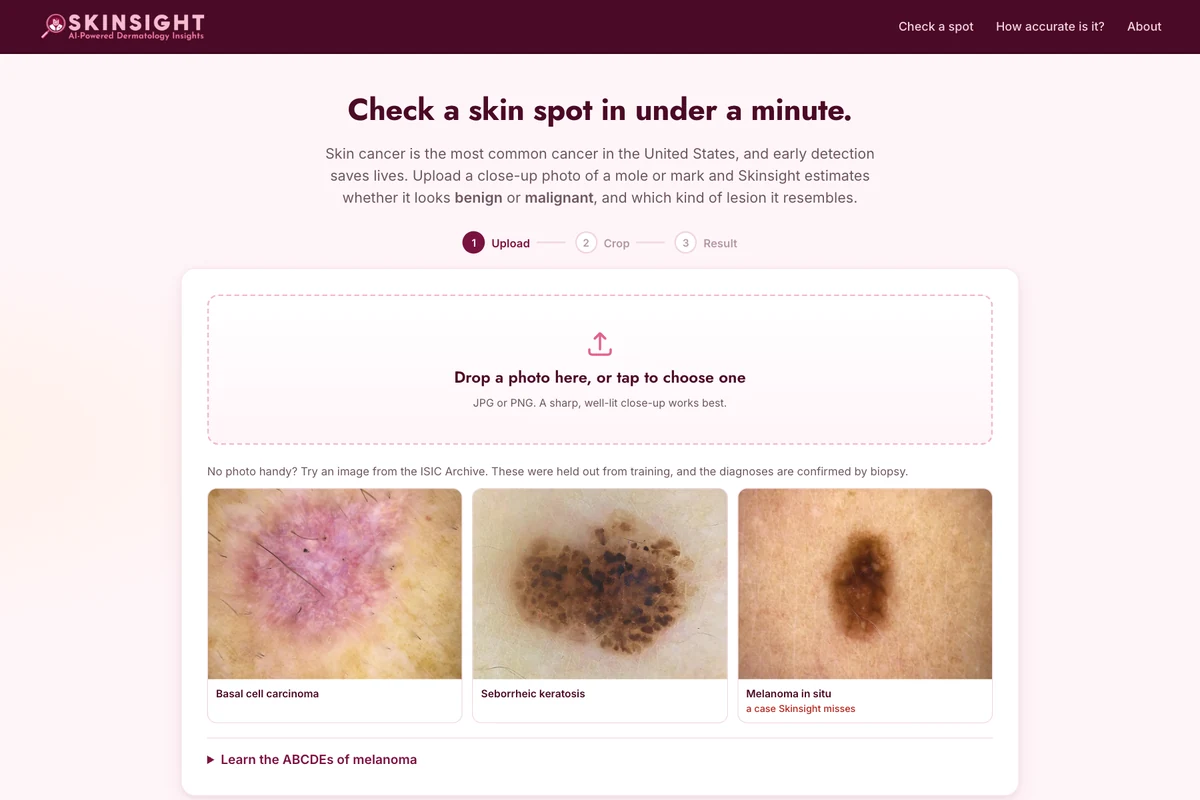 SKINSIGHT
AI-Powered Dermatology Insights
Check a spot
How accurate is it?
About
Check a skin spot in under a minute.
Skin cancer is the most common cancer in the United States, and early detection
saves lives. Upload a close-up photo of a mole or mark and Skinsight estimates
whether it looks benign or malignant, and which kind of lesion it resembles.
1 Upload
2 Crop
3 Result
Drop a photo here, or tap to choose one
JPG or PNG. A sharp, well-lit close-up works best.
No photo handy? Try an image from the ISIC Archive. These were held out from training, and the diagnoses are confirmed by biopsy.
Basal cell carcinoma
Seborrheic keratosis
Melanoma in situ
a case Skinsight misses
Learn the ABCDEs of melanoma